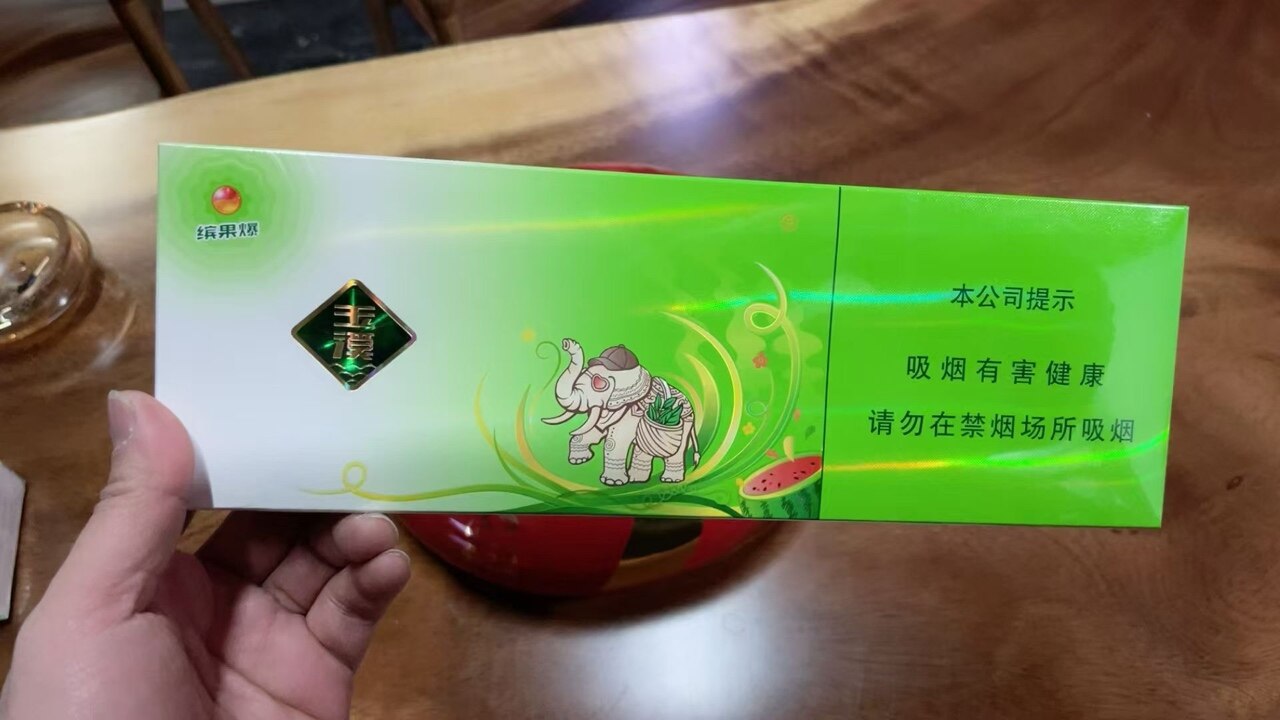 缤果爆
玉溪
本公司提示
吸烟有害健康
请勿在禁烟场所吸烟